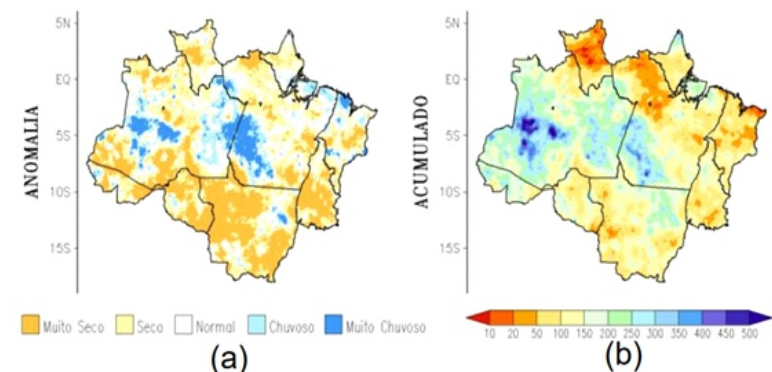 ANOMALIA
5N
EQ
5S
10S
15S
Muito Seco Seco Normal Chuvoso Muito Chuvoso
(a)
ACUMULADO
5N
EQ
5S
10S
15S
10 20 50 100 150 200 250 300 350 400 450 500
(b)